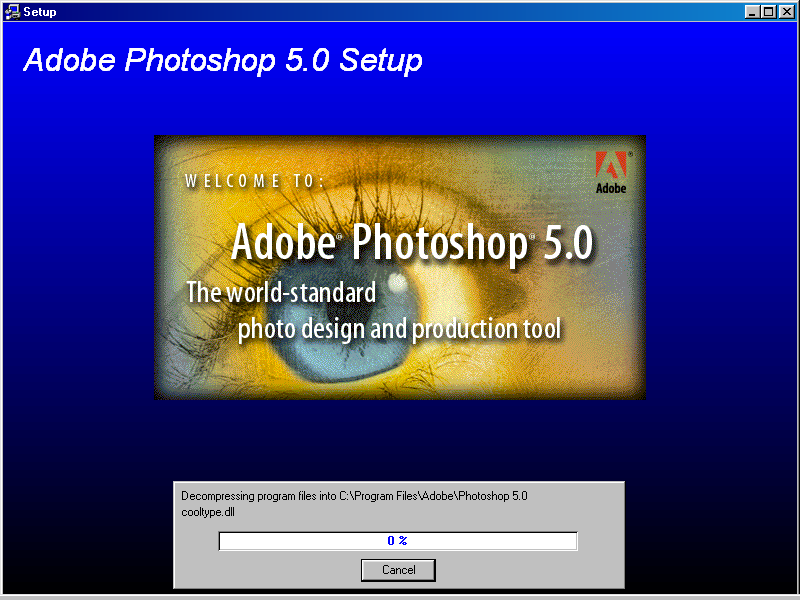 Setup
Adobe Photoshop 5.0 Setup
WELCOME TO:
Adobe
Adobe® Photoshop® 5.0
The world-standard
photo design and production tool
Decompressing program files into C:\Program Files\Adobe\Photoshop 5.0
cooltype.dll
0 %
Cancel